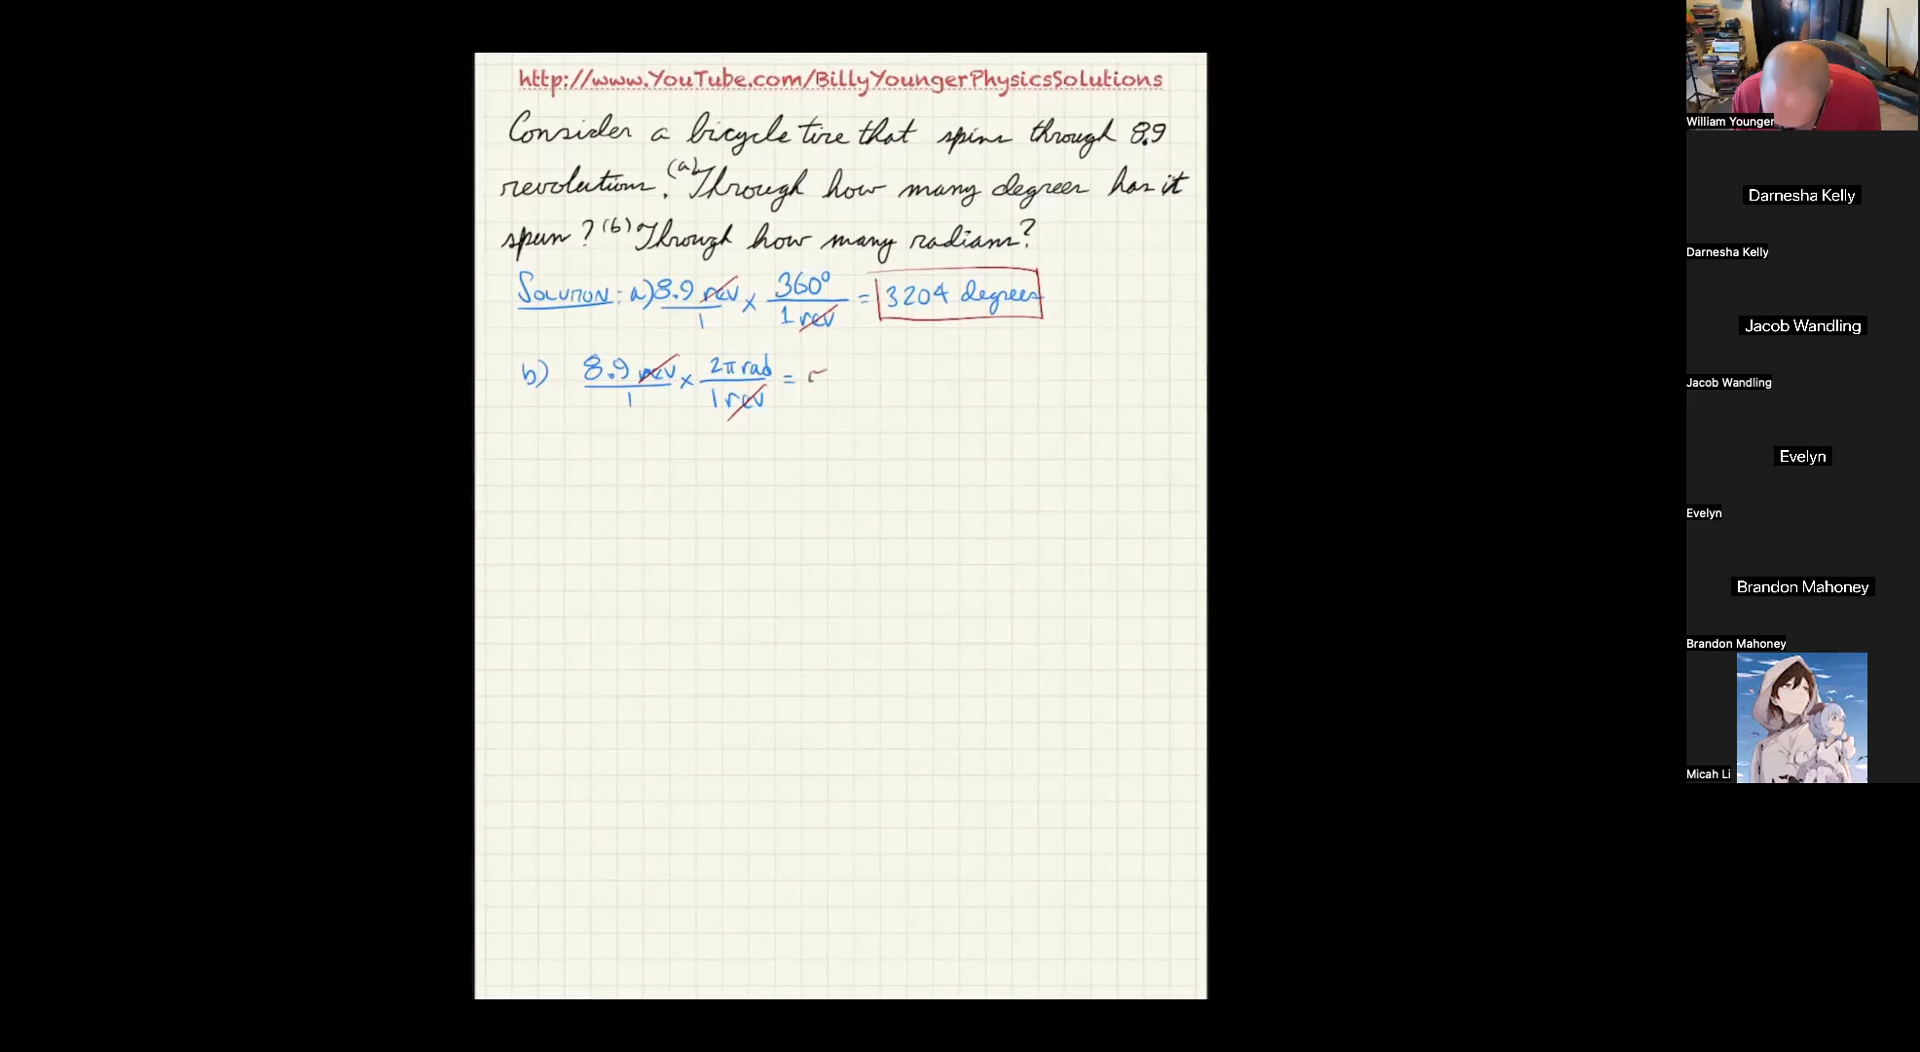 http://www.YouTube.com/BillyYoungerPhysicsSolutions
Consider a bicycle tire that spins through 8.9
revolutions. (a) Through how many degrees has it
spun? (b) Through how many radians?
SOLUTION: a) 8.9 rev/1 × 360°/1 rev = 3204 degrees
b) 8.9 rev/1 × 2π rad/1 rev =
William Younger
Darnesha Kelly
Darnesha Kelly
Jacob Wandling
Jacob Wandling
Evelyn
Evelyn
Brandon Mahoney
Brandon Mahoney
Micah Li